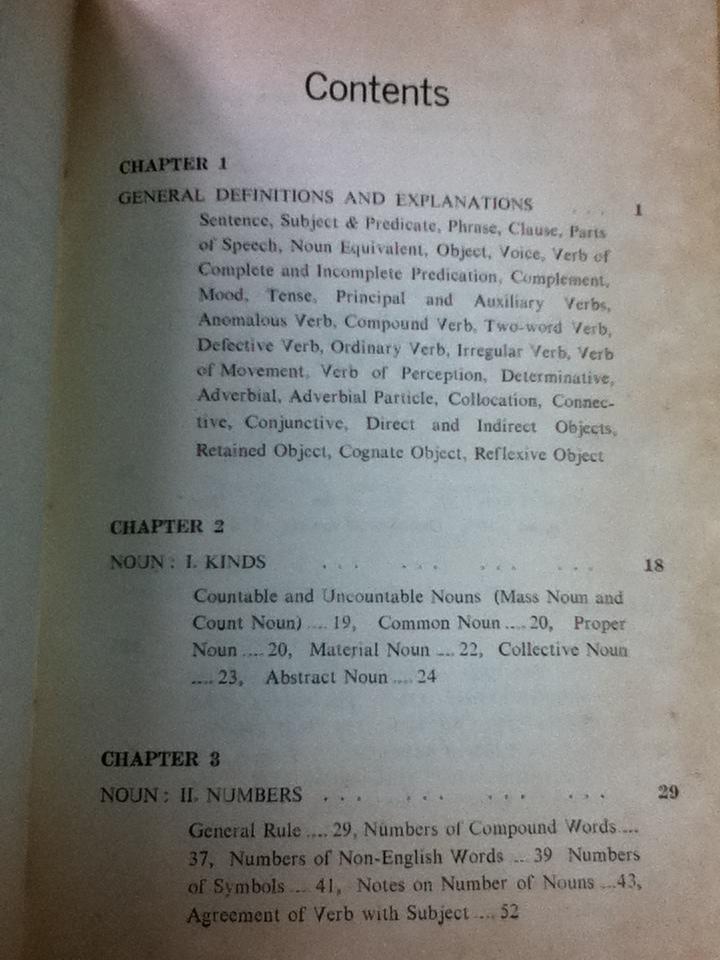 Contents
CHAPTER 1
GENERAL DEFINITIONS AND EXPLANATIONS . . . 1
Sentence, Subject & Predicate, Phrase, Clause, Parts
of Speech, Noun Equivalent, Object, Voice, Verb of
Complete and Incomplete Predication, Complement,
Mood, Tense, Principal and Auxiliary Verbs,
Anomalous Verb, Compound Verb, Two-word Verb,
Defective Verb, Ordinary Verb, Irregular Verb, Verb
of Movement, Verb of Perception, Determinative,
Adverbial, Adverbial Particle, Collocation, Connec-
tive, Conjunctive, Direct and Indirect Objects,
Retained Object, Cognate Object, Reflexive Object
CHAPTER 2
NOUN : I. KINDS . . . . . . . . . . . . 18
Countable and Uncountable Nouns (Mass Noun and
Count Noun) .... 19, Common Noun .... 20, Proper
Noun .... 20, Material Noun .... 22, Collective Noun
.... 23, Abstract Noun .... 24
CHAPTER 3
NOUN : II. NUMBERS . . . . . . . . . . . . 29
General Rule .... 29, Numbers of Compound Words ....
37, Numbers of Non-English Words ... 39 Numbers
of Symbols ... 41, Notes on Number of Nouns ...43,
Agreement of Verb with Subject .... 52